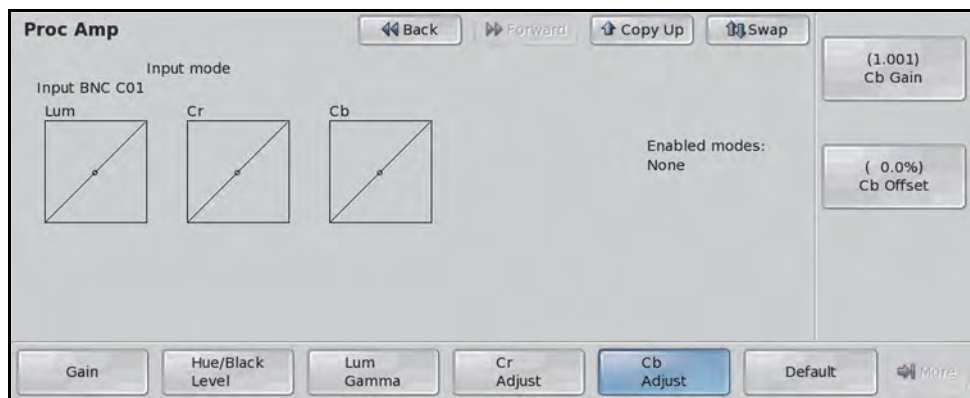 Proc Amp
Back
Forward
Copy Up
Swap
Input mode
Input BNC C01
Lum
Cr
Cb
Enabled modes:
None
(1.001)
Cb Gain
( 0.0%)
Cb Offset
Gain
Hue/Black
Level
Lum
Gamma
Cr
Adjust
Cb
Adjust
Default
More